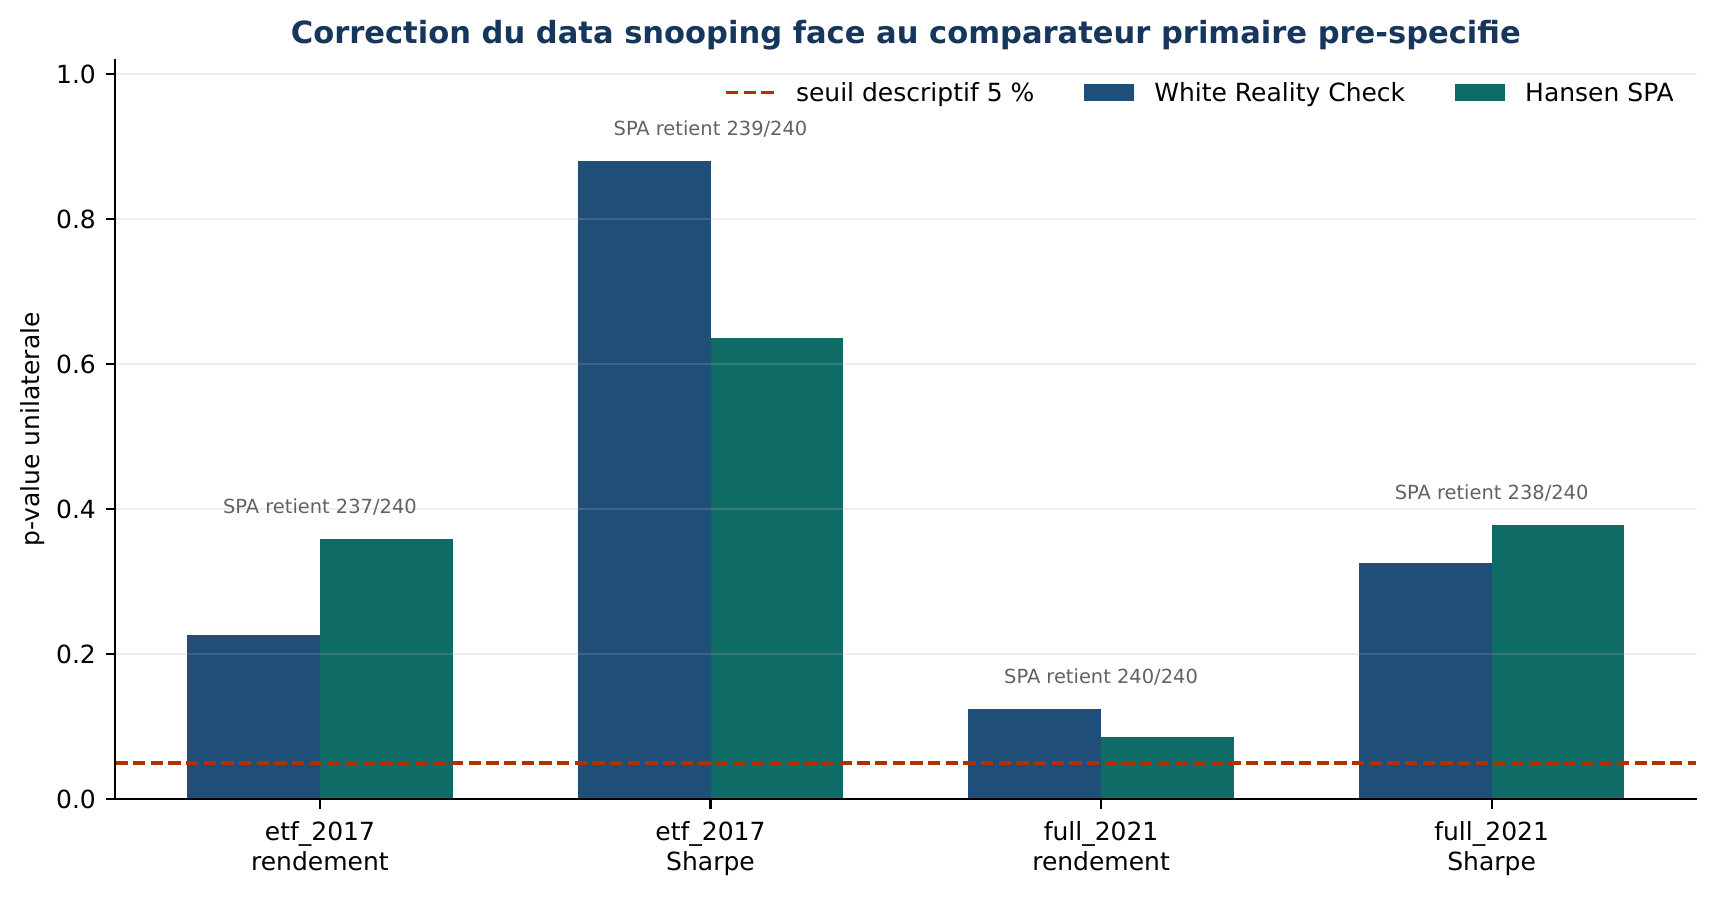 Correction du data snooping face au comparateur primaire pre-specifie
seuil descriptif 5 %
White Reality Check
Hansen SPA
p-value unilaterale
1.0
0.8
0.6
0.4
0.2
0.0
SPA retient 237/240
SPA retient 239/240
SPA retient 240/240
SPA retient 238/240
etf_2017
rendement
etf_2017
Sharpe
full_2021
rendement
full_2021
Sharpe